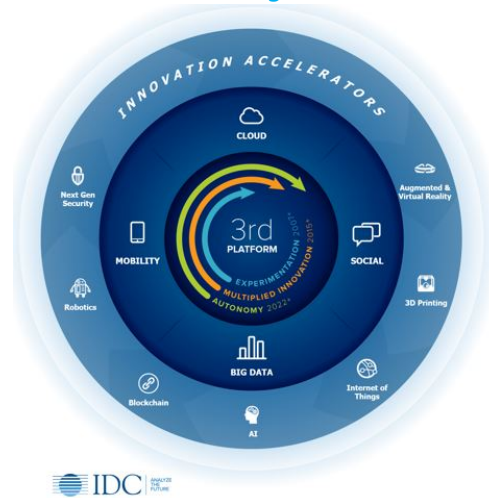 INNOVATION ACCELERATORS
CLOUD
Next Gen
Security
Augmented &
Virtual Reality
3rd
PLATFORM
EXPERIMENTATION 2007+
MULTIPLIED INNOVATION 2015+
AUTONOMY 2022+
MOBILITY
SOCIAL
Robotics
3D Printing
BIG DATA
Blockchain
Internet of
Things
AI
IDC
ANALYZE
THE
FUTURE